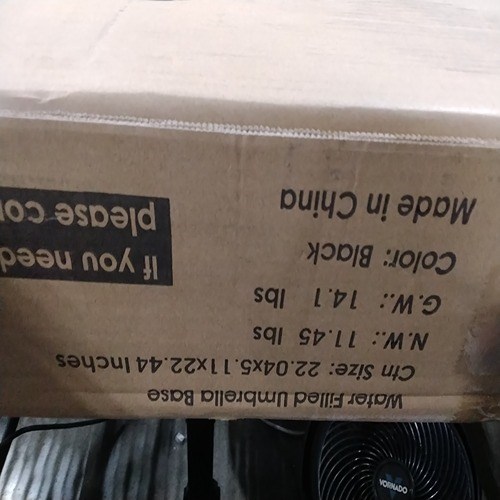 Water Filled Umbrella Base
Ctn Size: 22.04x5.11x22.44 Inches
N.W.: 11.45 lbs
G.W.: 14.1 lbs
Color: Black
Made in China
If you need
please
VORNADO